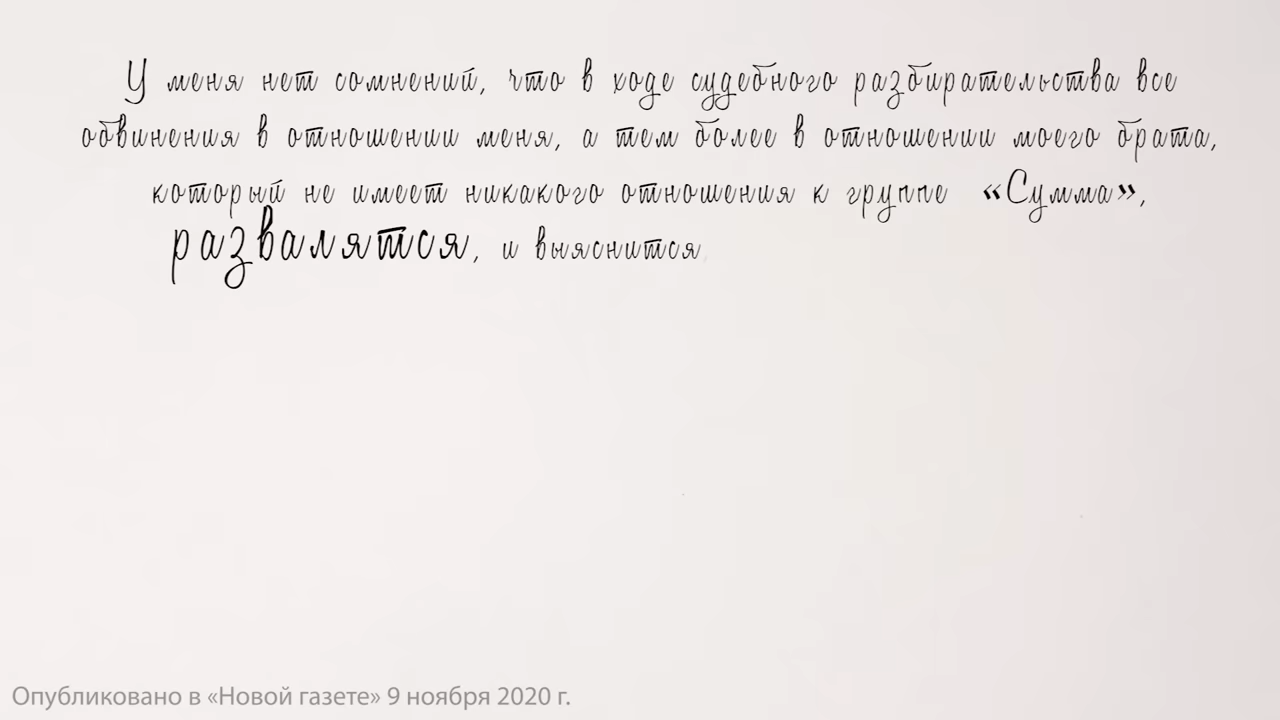 У меня нет сомнений, что в ходе судебного разбирательства все
обвинения в отношении меня, а тем более в отношении моего брата,
который не имеет никакого отношения к группе «Сумма»,
развалятся, и выяснится
Опубликовано в «Новой газете» 9 ноября 2020 г.